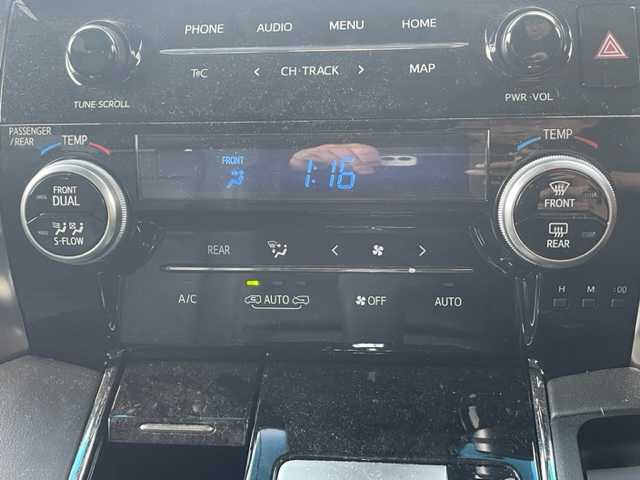 PHONE AUDIO MENU HOME
CH·TRACK MAP
TUNE·SCROLL
PWR·VOL
PASSENGER
/REAR
TEMP
TEMP
FRONT
DUAL
S-FLOW
FRONT
1:16
FRONT
REAR
REAR
A/C AUTO OFF AUTO
H M :00